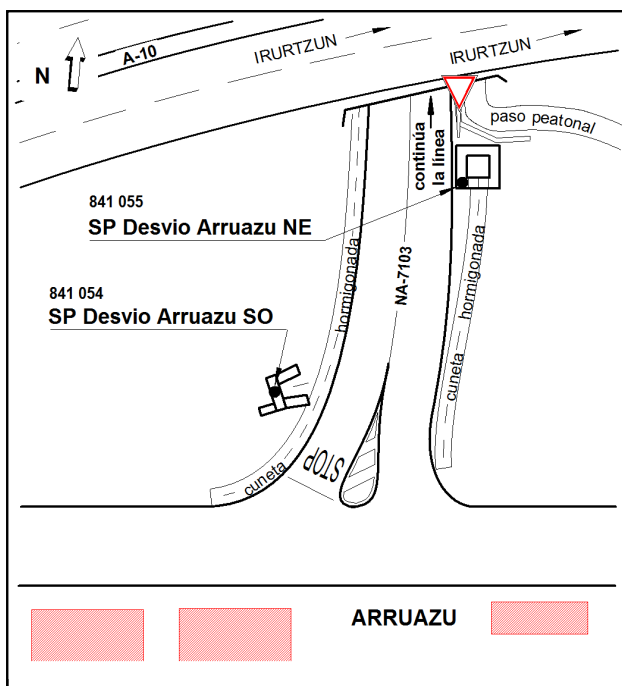 IRURTZUN
IRURTZUN
A-10
N
paso peatonal
continúa
la línea
841 055
SP Desvio Arruazu NE
NA-7103
hormigonada
hormigonada
cuneta
841 054
SP Desvio Arruazu SO
STOP
cuneta
ARRUAZU